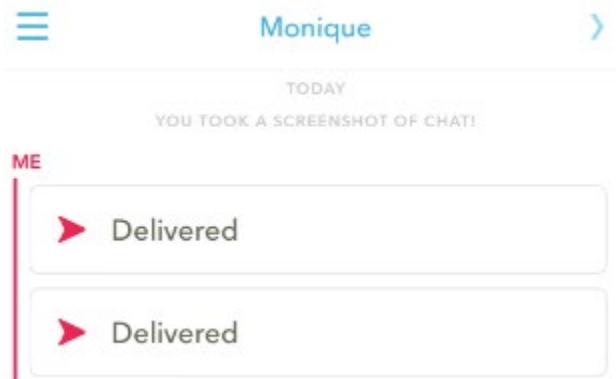 Monique
TODAY
YOU TOOK A SCREENSHOT OF CHAT!
ME
Delivered
Delivered